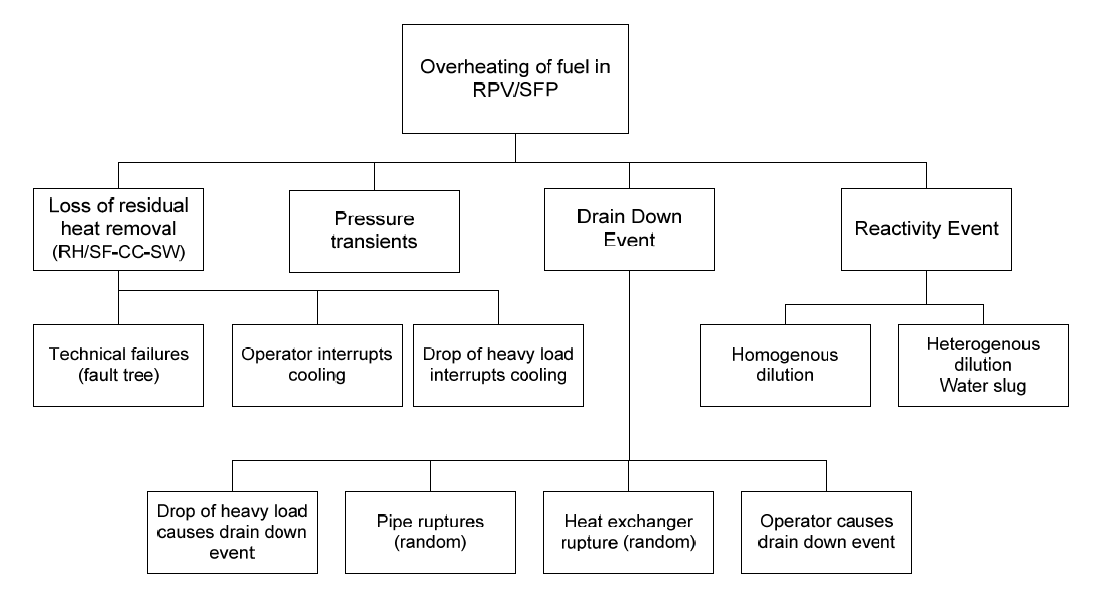 Overheating of fuel in
RPV/SFP
Loss of residual
heat removal
(RH/SF-CC-SW)
Pressure
transients
Drain Down
Event
Reactivity Event
Technical failures
(fault tree)
Operator interrupts
cooling
Drop of heavy load
interrupts cooling
Homogenous
dilution
Heterogenous
dilution
Water slug
Drop of heavy load
causes drain down
event
Pipe ruptures
(random)
Heat exchanger
rupture (random)
Operator causes
drain down event